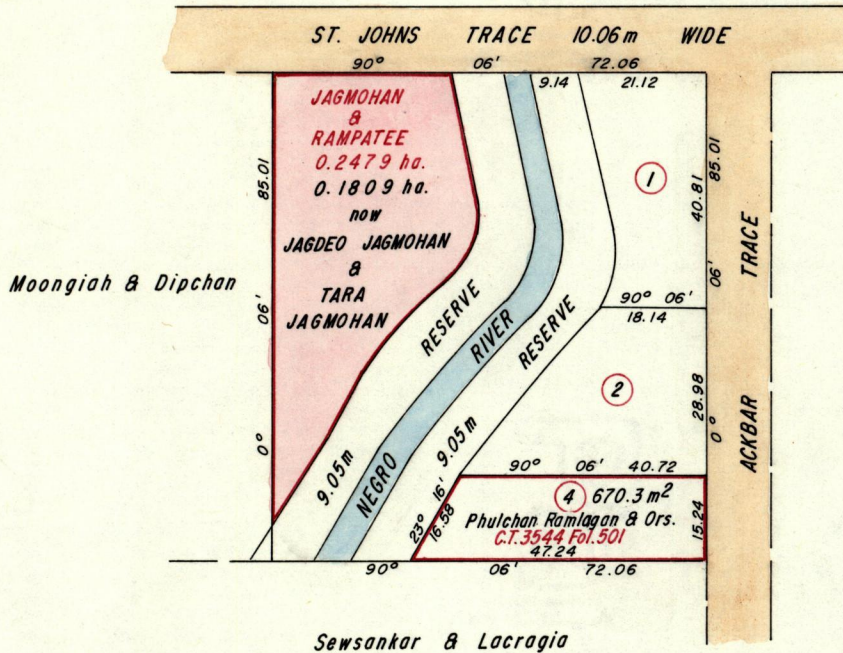 ST. JOHNS TRACE 10.06m WIDE
90° 06' 72.06
9.14 21.12
JAGMOHAN
&
RAMPATEE
0.2479 ha.
0.1809 ha.
now
JAGDEO JAGMOHAN
&
TARA
JAGMOHAN
85.01
06'
0°
Moongiah & Dipchan
RESERVE
RIVER
RESERVE
NEGRO
9.05m
9.05m
1
40.81
85.01
06'
0°
TRACE
ACKBAR
90° 06'
18.14
2
28.98
90° 06' 40.72
23° 16'
16.58
4 670.3 m²
Phulchan Ramlagan & Ors.
C.T.3544 Fol.501
47.24
15.24
90° 06' 72.06
Sewsankar & Lacragia